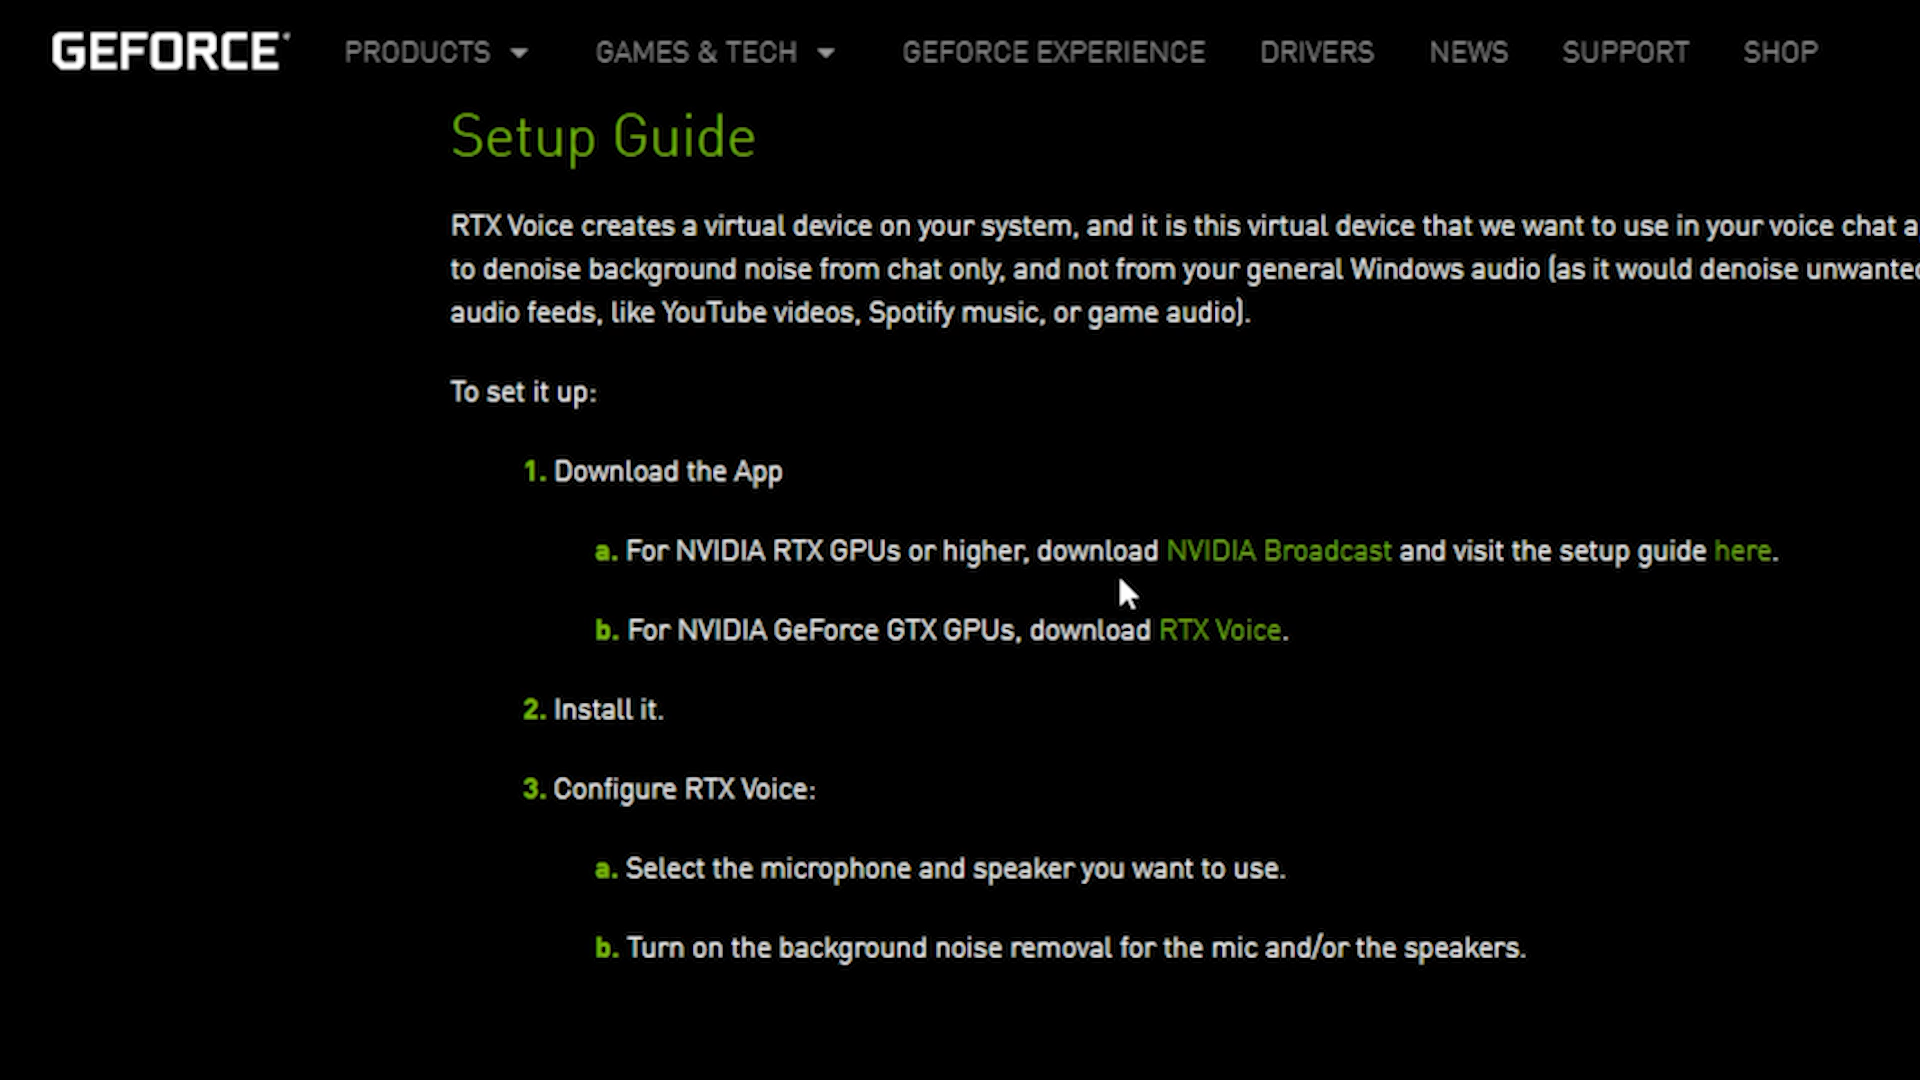 GEFORCE PRODUCTS GAMES & TECH GEFORCE EXPERIENCE DRIVERS NEWS SUPPORT SHOP
Setup Guide
RTX Voice creates a virtual device on your system, and it is this virtual device that we want to use in your voice chat a
to denoise background noise from chat only, and not from your general Windows audio (as it would denoise unwanted
audio feeds, like YouTube videos, Spotify music, or game audio).
To set it up:
1. Download the App
a. For NVIDIA RTX GPUs or higher, download NVIDIA Broadcast and visit the setup guide here.
b. For NVIDIA GeForce GTX GPUs, download RTX Voice.
2. Install it.
3. Configure RTX Voice:
a. Select the microphone and speaker you want to use.
b. Turn on the background noise removal for the mic and/or the speakers.